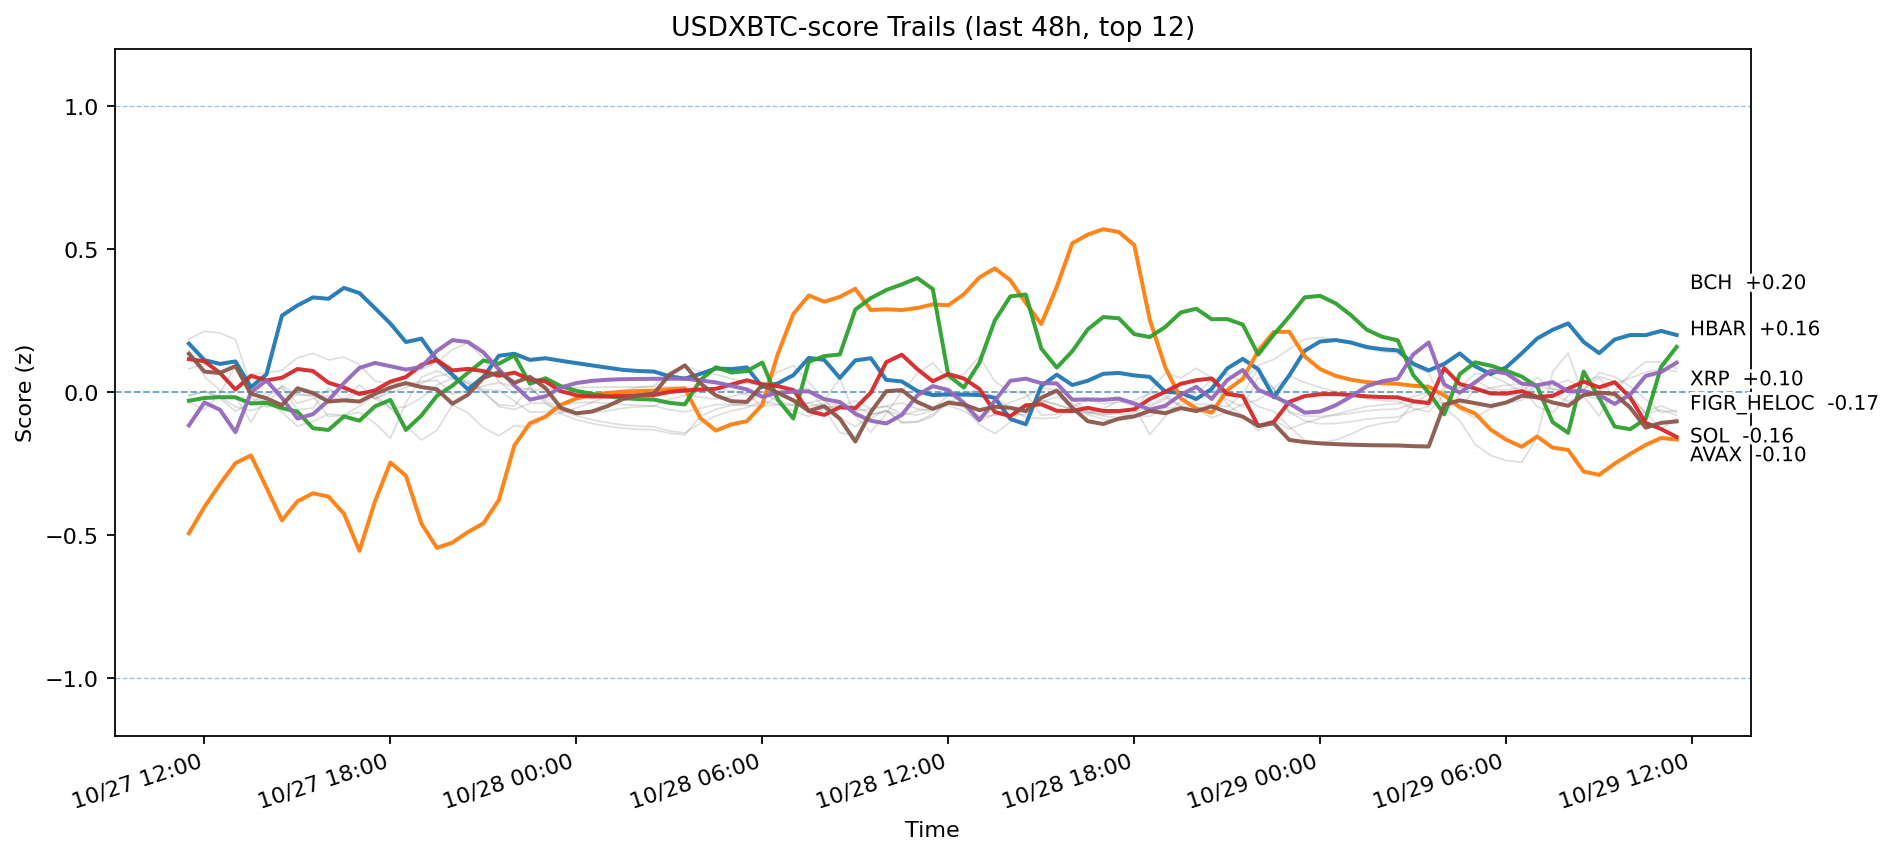 USDXBTC-score Trails (last 48h, top 12)
Score (z)
1.0
0.5
0.0
−0.5
−1.0
BCH +0.20
HBAR +0.16
XRP +0.10
FIGR_HELOC -0.17
SOL -0.16
AVAX -0.10
10/27 12:00
10/27 18:00
10/28 00:00
10/28 06:00
10/28 12:00
10/28 18:00
10/29 00:00
10/29 06:00
10/29 12:00
Time